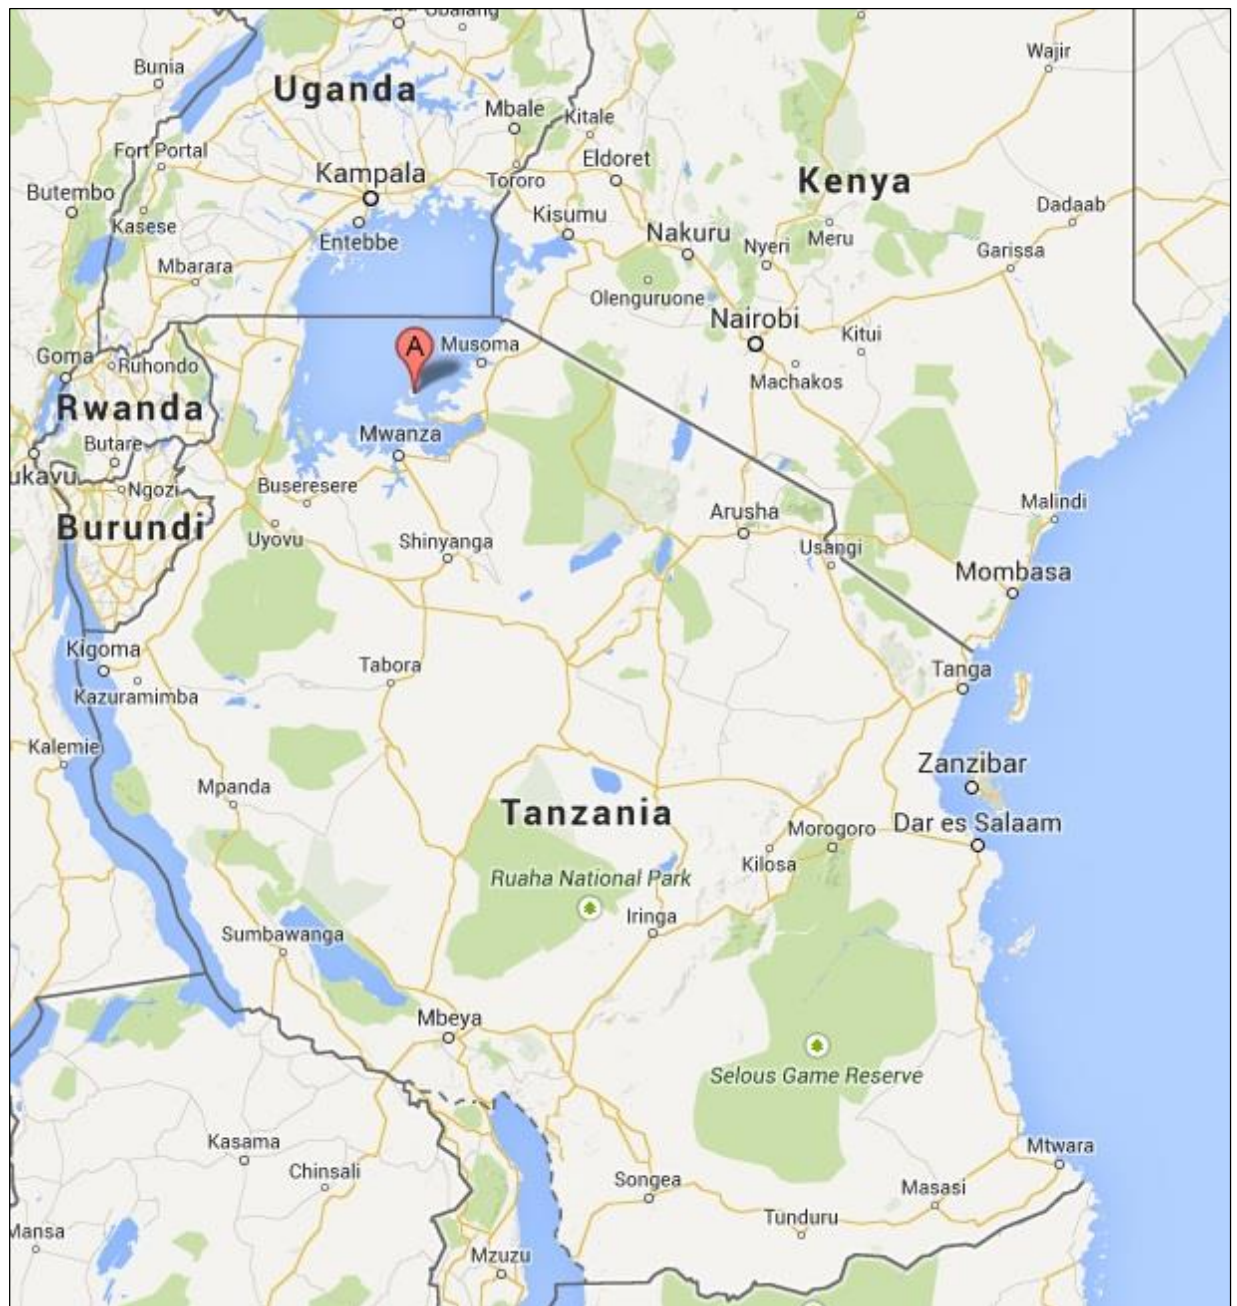 Obalang
Wajir
Bunia
Uganda
Mbale
Kitale
Fort Portal
Eldoret
Kampala
Tororo
Kenya
Butembo
Kasese
Entebbe
Kisumu
Nakuru
Nyeri
Meru
Dadaab
Garissa
Mbarara
Olenguruone
Nairobi
Kitui
A
Musoma
Goma
Ruhondo
Machakos
Rwanda
Mwanza
Butare
ukavu
Ngozi
Buseresere
Malindi
Arusha
Burundi
Uyovu
Shinyanga
Usangi
Mombasa
Kigoma
Tabora
Tanga
Kazuramimba
Kalemie
Zanzibar
Mpanda
Tanzania
Morogoro
Dar es Salaam
Kilosa
Ruaha National Park
Iringa
Sumbawanga
Mbeya
Selous Game Reserve
Kasama
Mtwara
Chinsali
Songea
Masasi
Tunduru
Mansa
Mzuzu